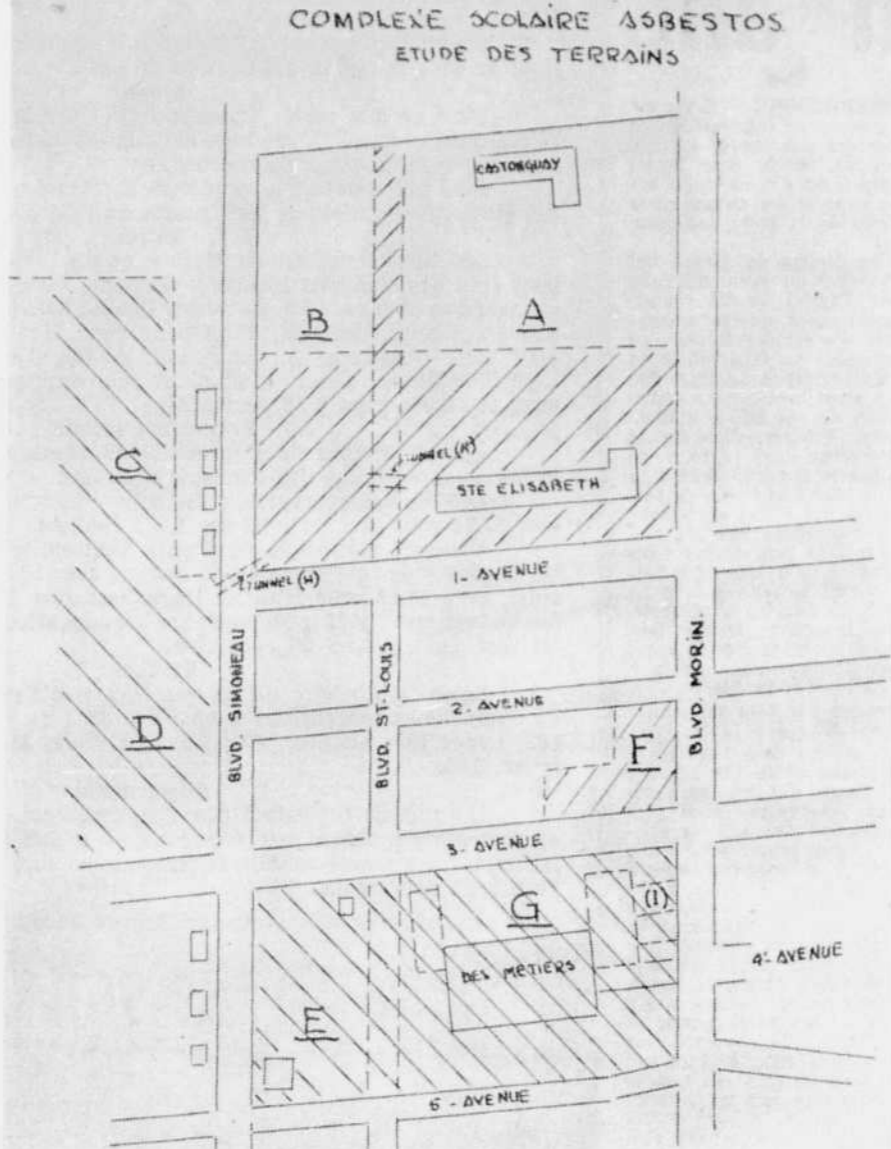 COMPLEXE SCOLAIRE ASBESTOS
ETUDE DES TERRAINS
CASTONGUAY
B
A
C
TUNNEL (K)
STE ELISABETH
TUNNEL (H)
1- AVENUE
BLVD. SIMONEAU
BLVD. ST-LOUIS
BLVD. MORIN.
2- AVENUE
D
F
3- AVENUE
G
(I)
DES METIERS
4- AVENUE
E
5- AVENUE